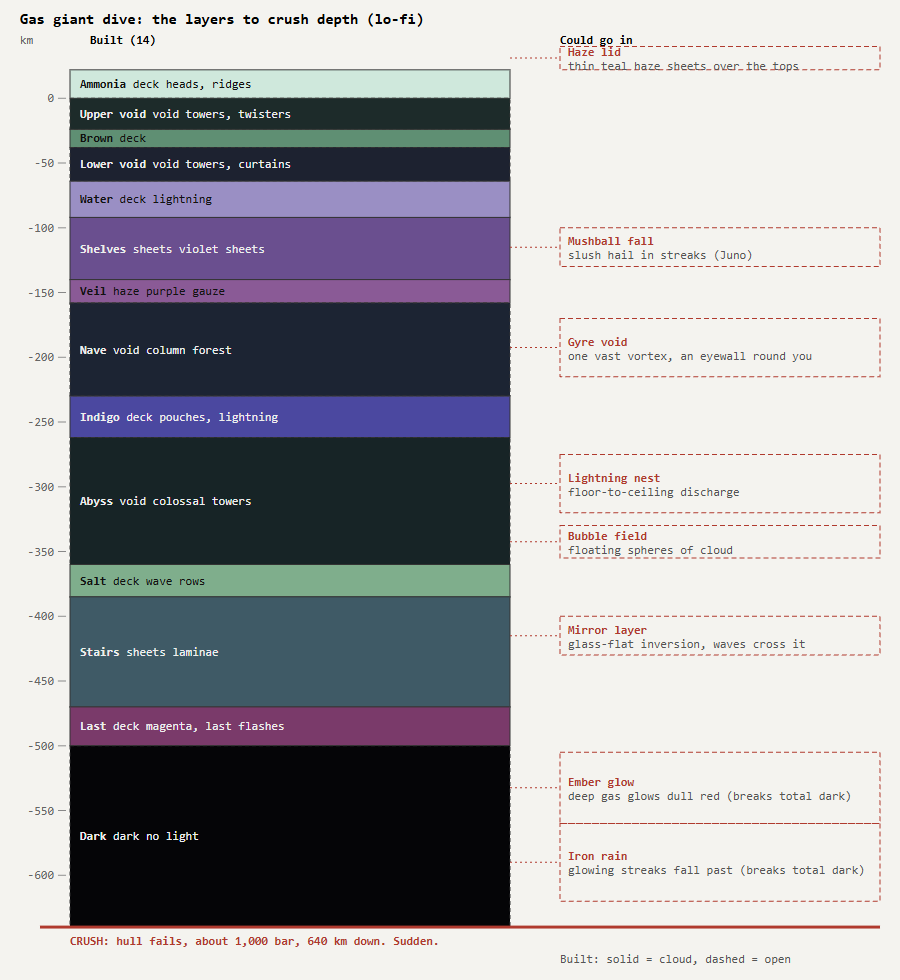 Gas giant dive: the layers to crush depth (lo-fi)
km
Built (14)
Could go in
Haze lid
thin teal haze sheets over the tops
Ammonia deck heads, ridges
0
Upper void void towers, twisters
Brown deck
-50
Lower void void towers, curtains
Water deck lightning
-100
Mushball fall
slush hail in streaks (Juno)
Shelves sheets violet sheets
-150
Veil haze purple gauze
-200
Nave void column forest
Gyre void
one vast vortex, an eyewall round you
-250
Indigo deck pouches, lightning
-300
Abyss void colossal towers
Lightning nest
floor-to-ceiling discharge
-350
Bubble field
floating spheres of cloud
Salt deck wave rows
-400
Mirror layer
glass-flat inversion, waves cross it
Stairs sheets laminae
-450
Last deck magenta, last flashes
-500
Ember glow
deep gas glows dull red (breaks total dark)
-550
Dark dark no light
Iron rain
glowing streaks fall past (breaks total dark)
-600
CRUSH: hull fails, about 1,000 bar, 640 km down. Sudden.
Built: solid = cloud, dashed = open